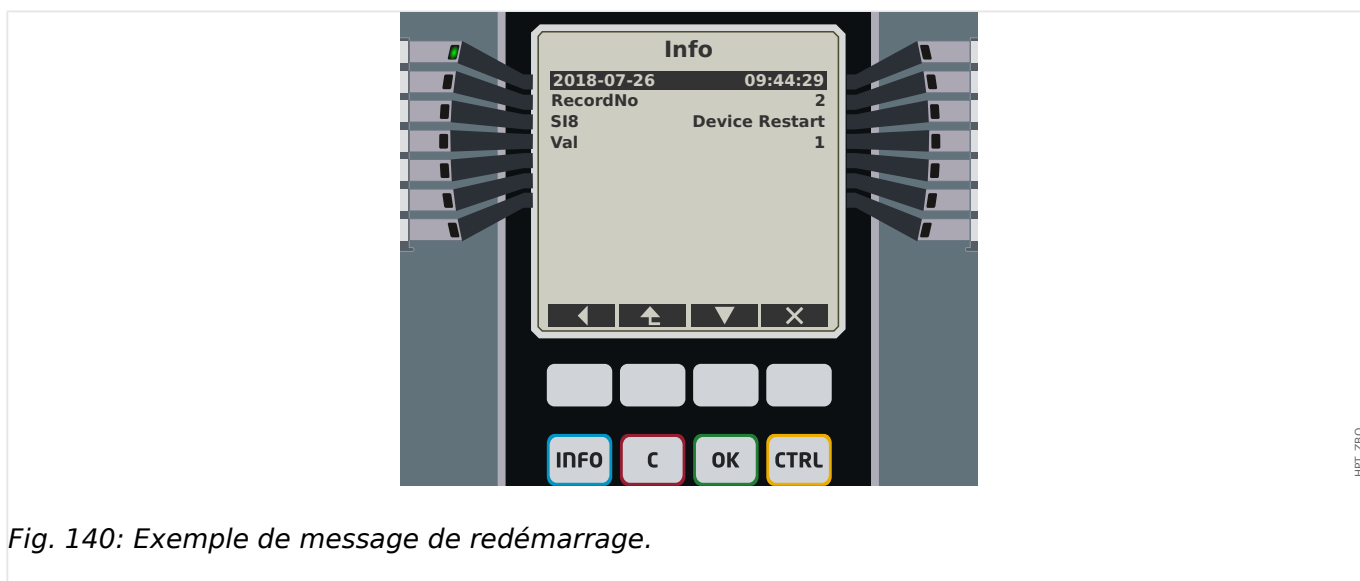 Info
2018-07-26 09:44:29
RecordNo 2
SI8 Device Restart
Val 1
INFO C OK CTRL
HPT_ZBO
Fig. 140: Exemple de message de redémarrage.